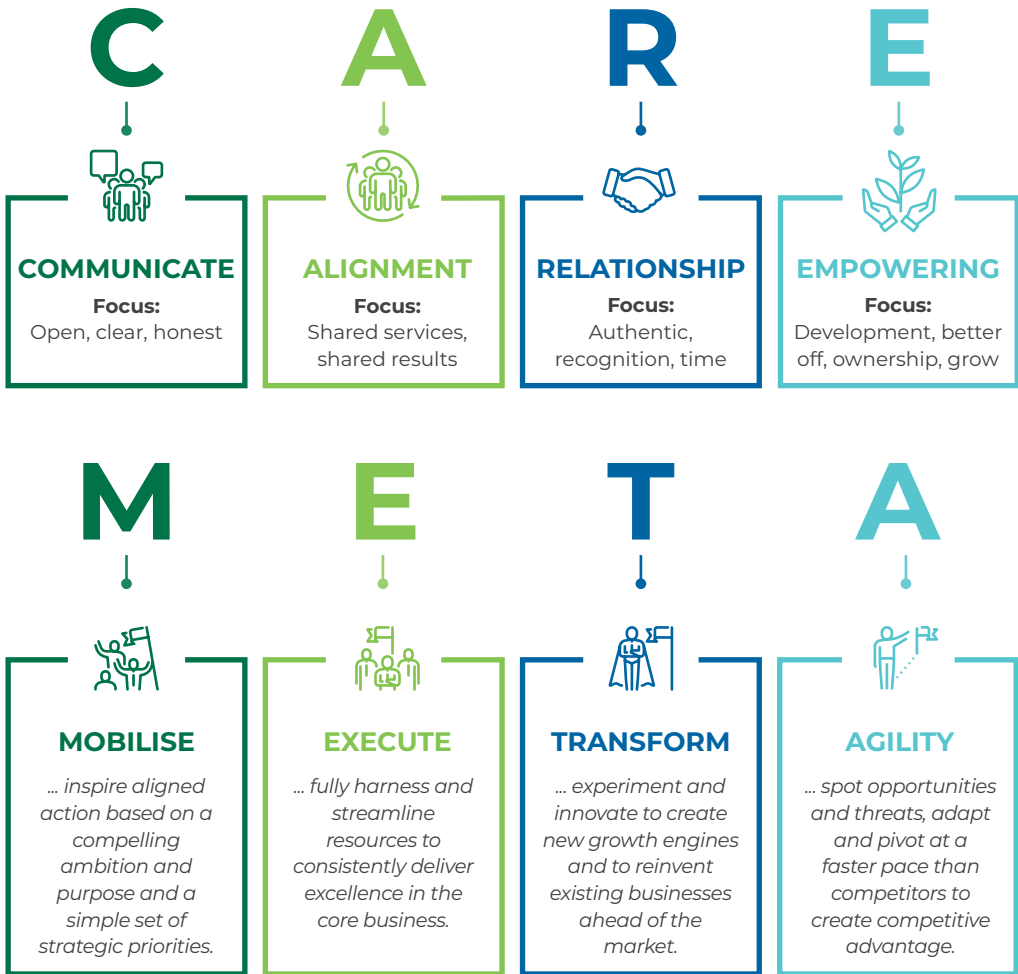 C
A
R
E
COMMUNICATE
Focus:
Open, clear, honest
ALIGNMENT
Focus:
Shared services,
shared results
RELATIONSHIP
Focus:
Authentic,
recognition, time
EMPOWERING
Focus:
Development, better
off, ownership, grow
M
E
T
A
MOBILISE
... inspire aligned
action based on a
compelling
ambition and
purpose and a
simple set of
strategic priorities.
EXECUTE
... fully harness and
streamline
resources to
consistently deliver
excellence in the
core business.
TRANSFORM
... experiment and
innovate to create
new growth engines
and to reinvent
existing businesses
ahead of the
market.
AGILITY
... spot opportunities
and threats, adapt
and pivot at a
faster pace than
competitors to
create competitive
advantage.